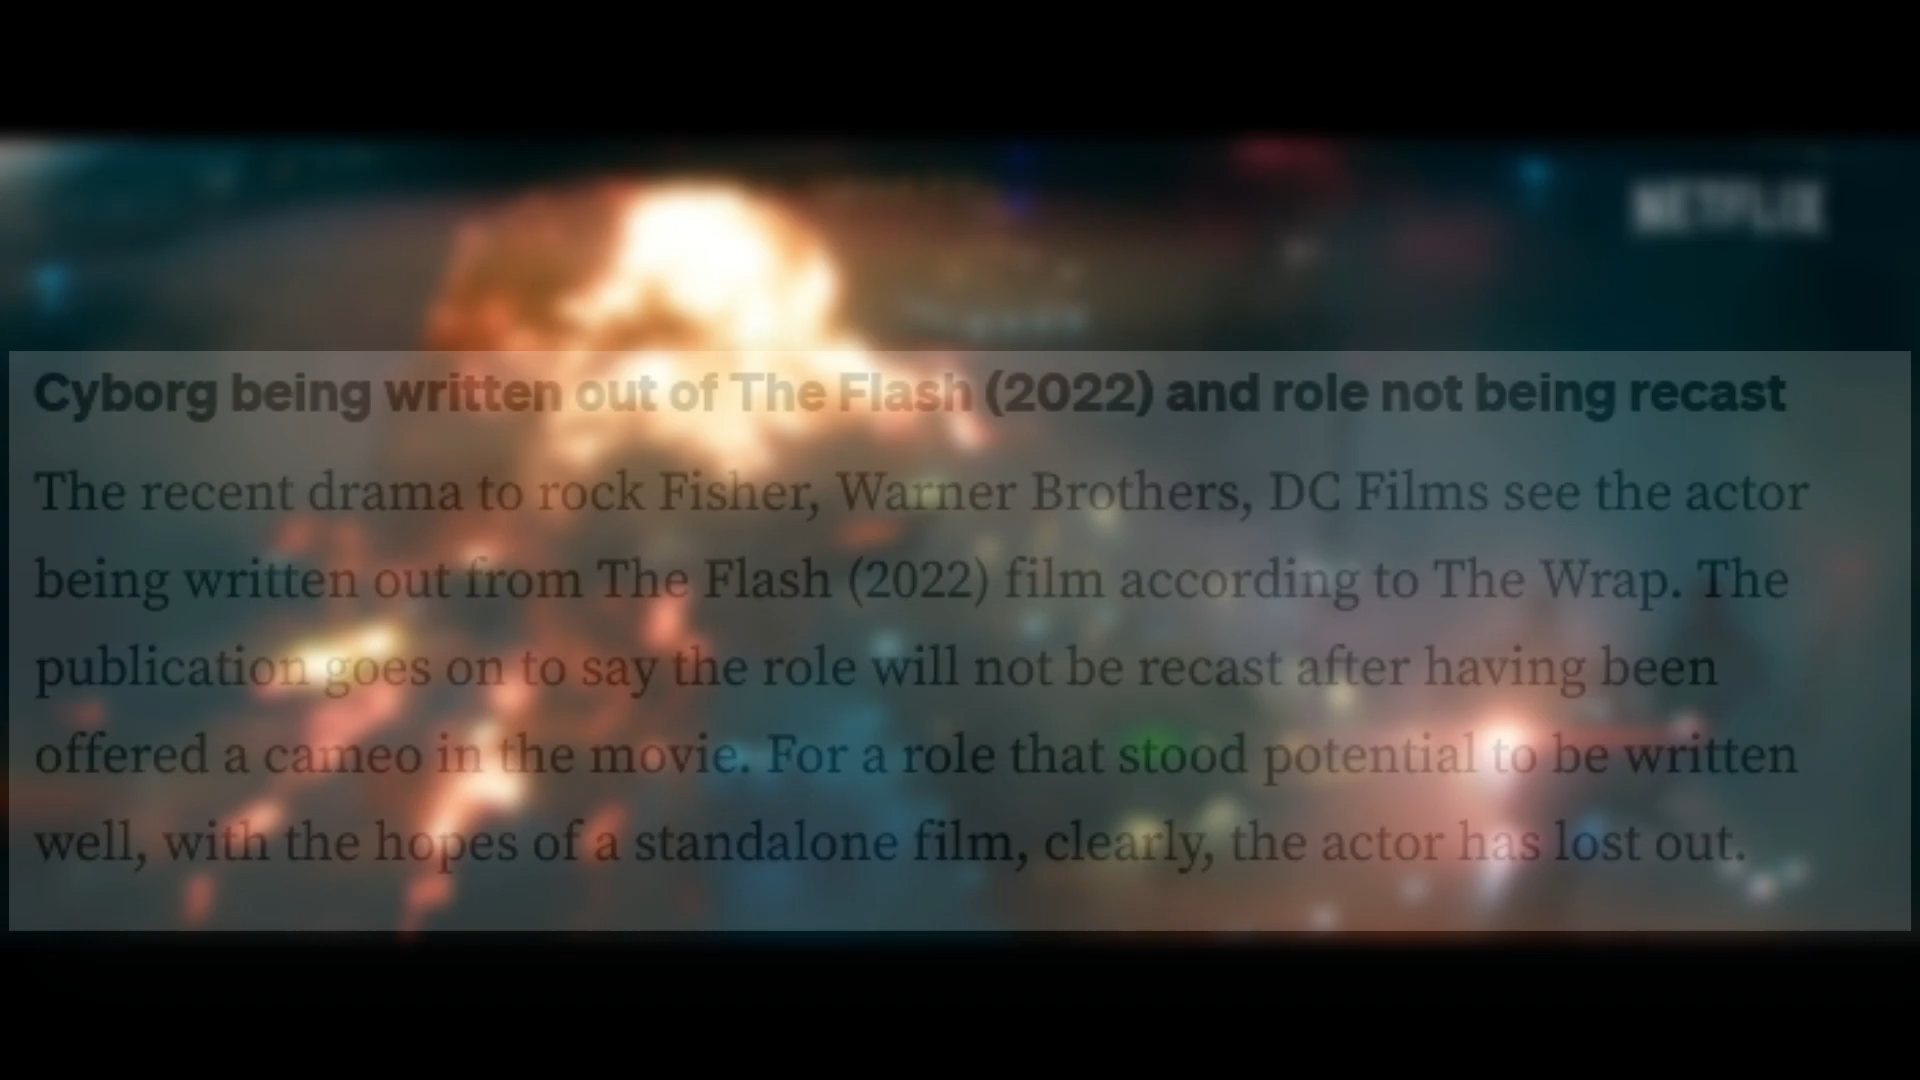 NETFLIX
Cyborg being written out of The Flash (2022) and role not being recast
The recent drama to rock Fisher, Warner Brothers, DC Films see the actor
being written out from The Flash (2022) film according to The Wrap. The
publication goes on to say the role will not be recast after having been
offered a cameo in the movie. For a role that stood potential to be written
well, with the hopes of a standalone film, clearly, the actor has lost out.